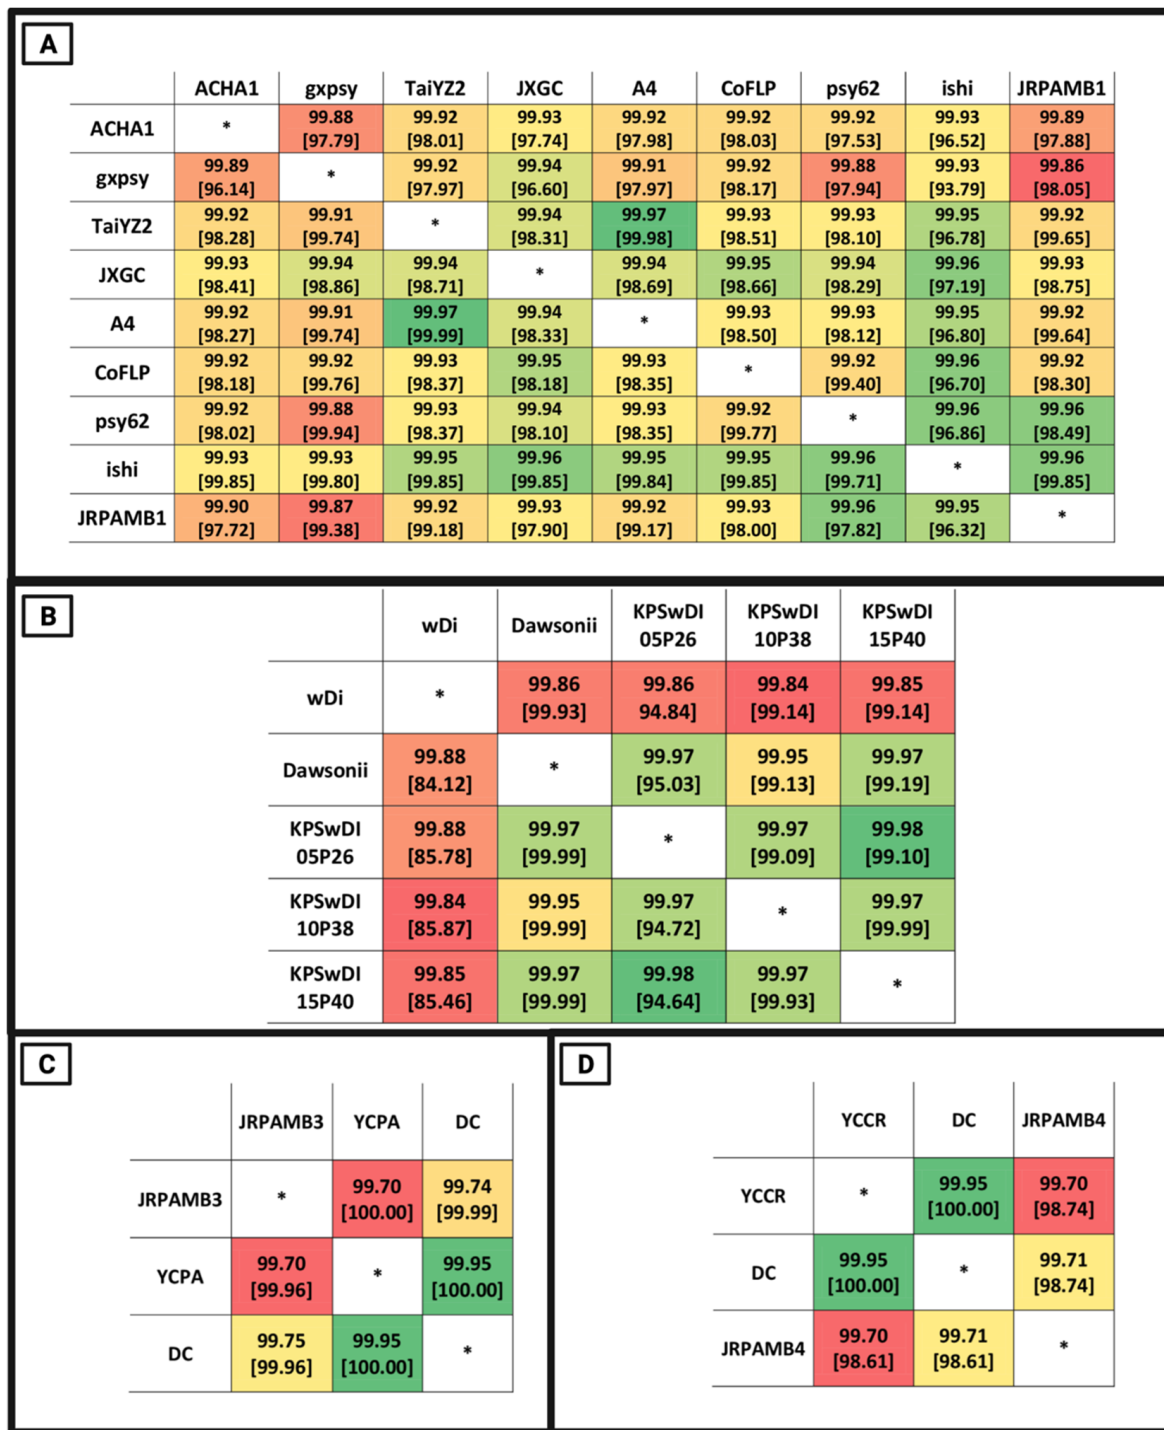 A
ACHA1 gxpsy TaiYZ2 JXGC A4 CoFLP psy62 ishi JRPAMB1
ACHA1 * 99.88 99.92 99.93 99.92 99.92 99.92 99.93 99.89
[97.79] [98.01] [97.74] [97.98] [98.03] [97.53] [96.52] [97.88]
gxpsy 99.89 * 99.92 99.94 99.91 99.92 99.88 99.93 99.86
[96.14] [97.97] [96.60] [97.97] [98.17] [97.94] [93.79] [98.05]
TaiYZ2 99.92 99.91 * 99.94 99.97 99.93 99.93 99.95 99.92
[98.28] [99.74] [98.31] [99.98] [98.51] [98.10] [96.78] [99.65]
JXGC 99.93 99.94 99.94 * 99.94 99.95 99.94 99.96 99.93
[98.41] [98.86] [98.71] [98.69] [98.66] [98.29] [97.19] [98.75]
A4 99.92 99.91 99.97 99.94 * 99.93 99.93 99.95 99.92
[98.27] [99.74] [99.99] [98.33] [98.50] [98.12] [96.80] [99.64]
CoFLP 99.92 99.92 99.93 99.95 99.93 * 99.92 99.96 99.92
[98.18] [99.76] [98.37] [98.18] [98.35] [99.40] [96.70] [98.30]
psy62 99.92 99.88 99.93 99.94 99.93 99.92 * 99.96 99.96
[98.02] [99.94] [98.37] [98.10] [98.35] [99.77] [96.86] [98.49]
ishi 99.93 99.93 99.95 99.96 99.95 99.95 99.96 * 99.96
[99.85] [99.80] [99.85] [99.85] [99.84] [99.85] [99.71] [99.85]
JRPAMB1 99.90 99.87 99.92 99.93 99.92 99.93 99.96 99.95 *
[97.72] [99.38] [99.18] [97.90] [99.17] [98.00] [97.82] [96.32]
B
wDi Dawsonii KPSwDI KPSwDI KPSwDI
05P26 10P38 15P40
wDi * 99.86 99.86 99.84 99.85
[99.93] 94.84] [99.14] [99.14]
Dawsonii 99.88 * 99.97 99.95 99.97
[84.12] [95.03] [99.13] [99.19]
KPSwDI 99.88 99.97 * 99.97 99.98
05P26 [85.78] [99.99] [99.09] [99.10]
KPSwDI 99.84 99.95 99.97 * 99.97
10P38 [85.87] [99.99] [94.72] [99.99]
KPSwDI 99.85 99.97 99.98 99.97 *
15P40 [85.46] [99.99] [94.64] [99.93]
C
JRPAMB3 YCPA DC
JRPAMB3 * 99.70 99.74
[100.00] [99.99]
YCPA 99.70 * 99.95
[99.96] [100.00]
DC 99.75 99.95 *
[99.96] [100.00]
D
YCCR DC JRPAMB4
YCCR * 99.95 99.70
[100.00] [98.74]
DC 99.95 * 99.71
[100.00] [98.74]
JRPAMB4 99.70 99.71 *
[98.61] [98.61]